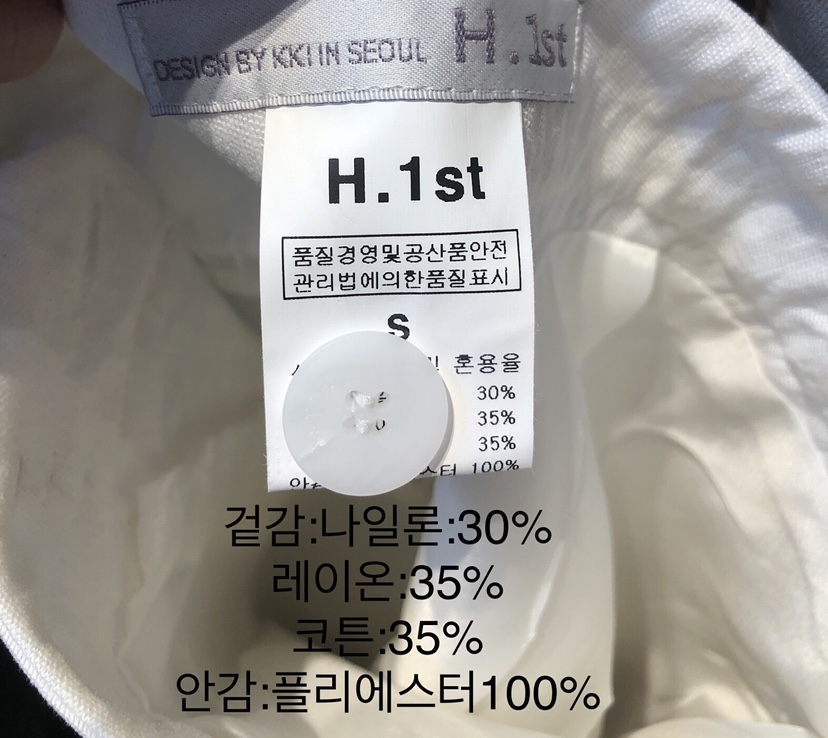 DESIGN BY KKI IN SEOUL H.1st
H.1st
품질경영및공산품안전
관리법에의한품질표시
S
혼용율
30%
35%
35%
100%
겉감:나일론:30%
레이온:35%
코튼:35%
안감:플리에스터100%